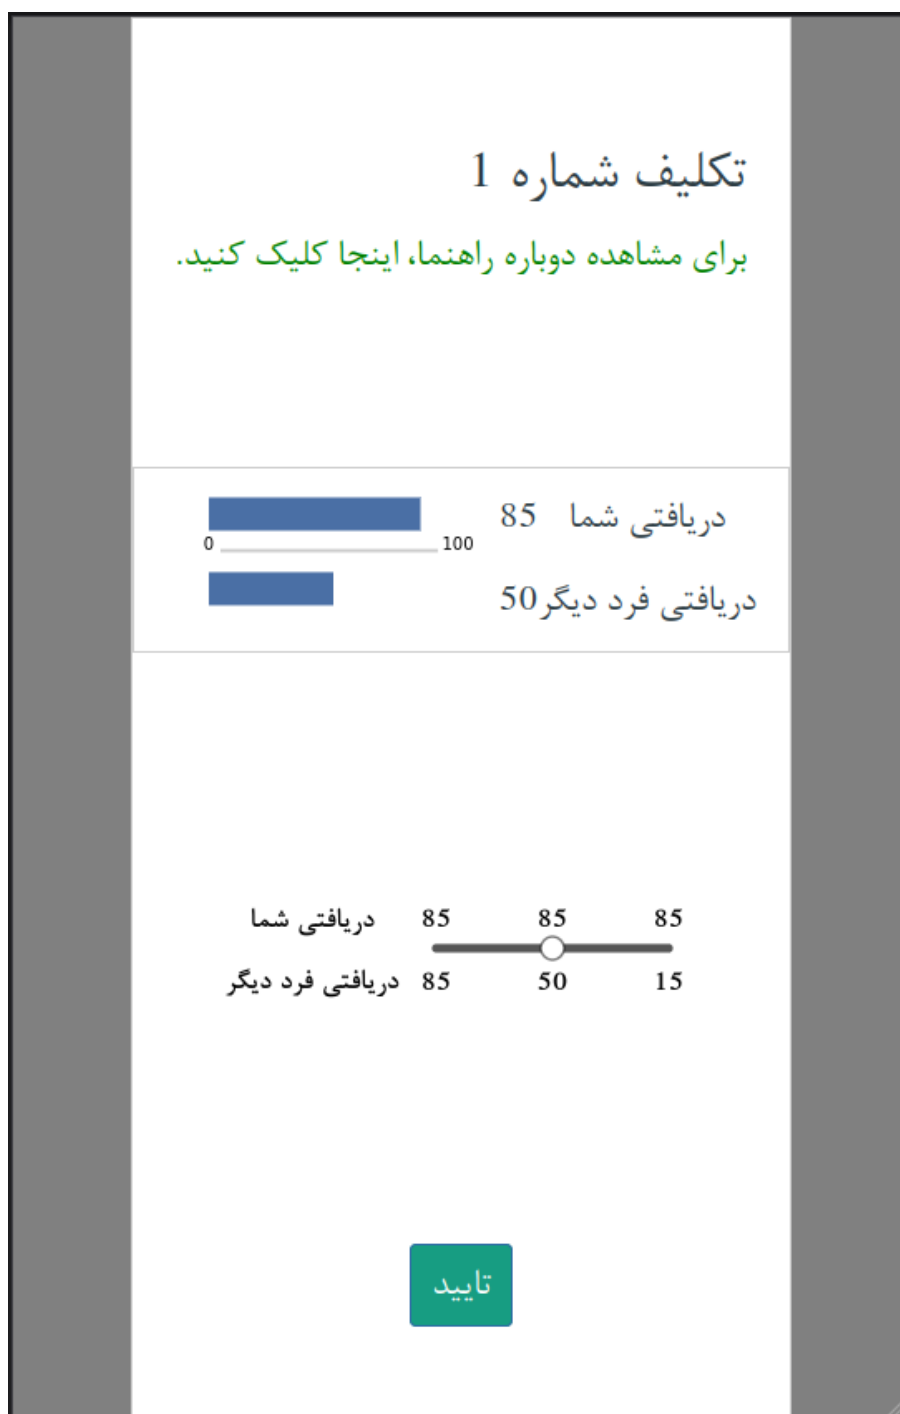 تکلیف شماره 1
برای مشاهده دوباره راهنما، اینجا کلیک کنید.
دریافتی شما 85
0 100
دریافتی فرد دیگر 50
دریافتی شما 85 85 85
دریافتی فرد دیگر 85 50 15
تایید